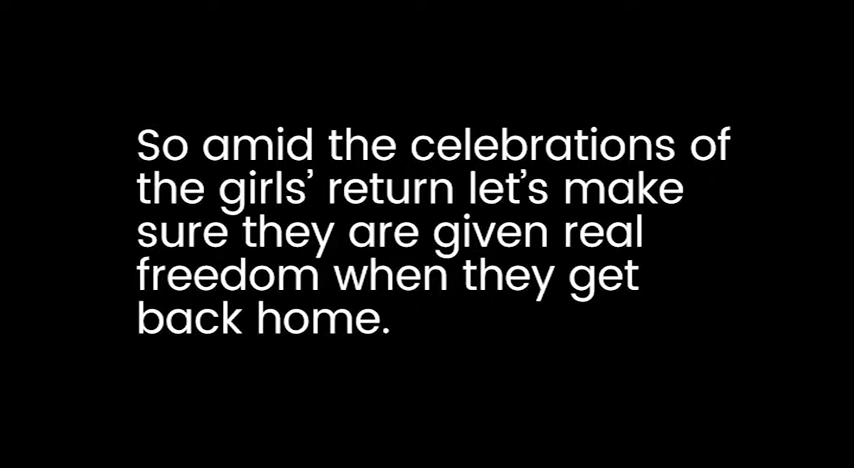 So amid the celebrations of
the girls’ return let’s make
sure they are given real
freedom when they get
back home.